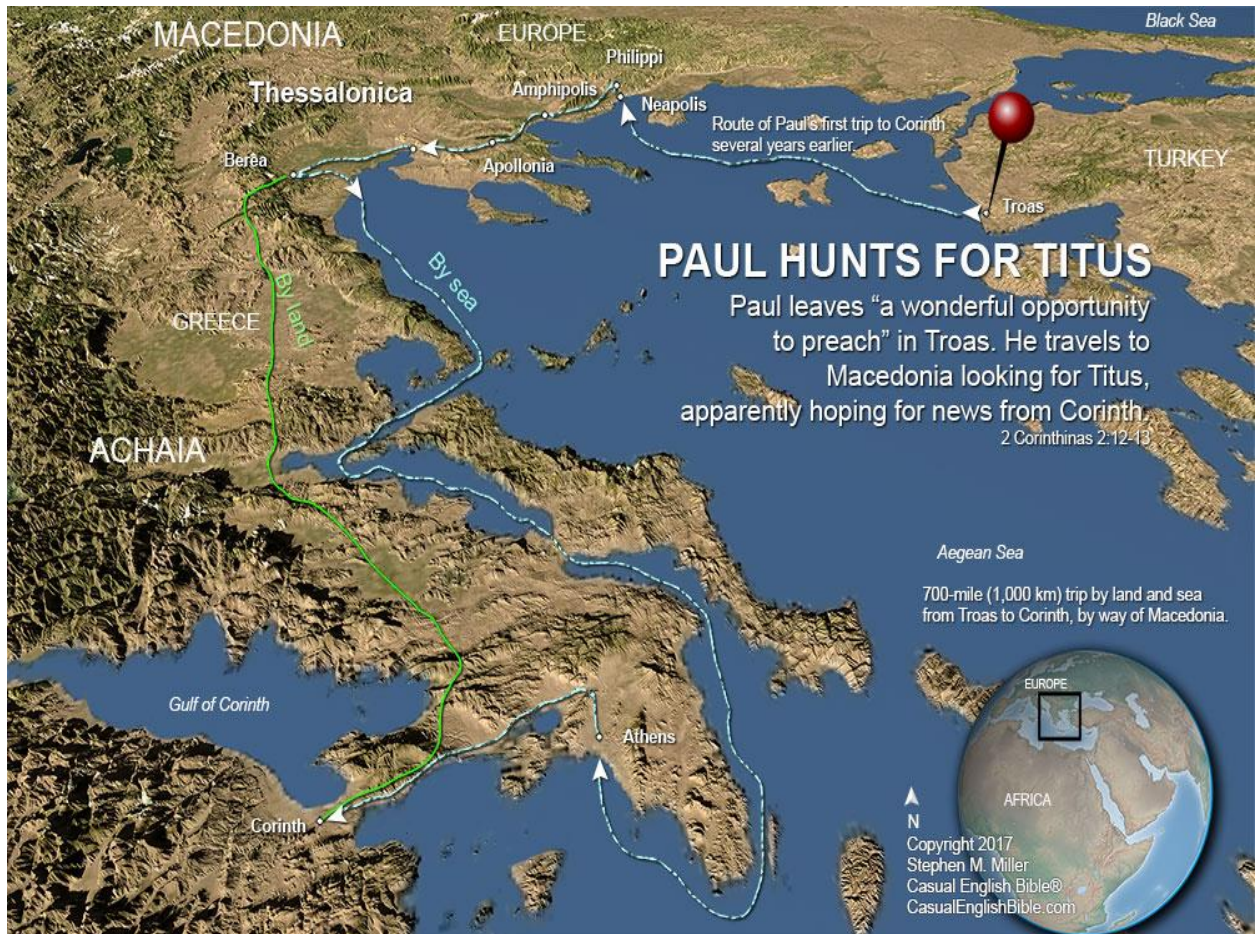 Black Sea
MACEDONIA
EUROPE
Philippi
Thessalonica
Amphipolis
Neapolis
Route of Paul's first trip to Corinth
several years earlier.
TURKEY
Berea
Apollonia
Troas
PAUL HUNTS FOR TITUS
Paul leaves “a wonderful opportunity
to preach” in Troas. He travels to
Macedonia looking for Titus,
apparently hoping for news from Corinth.
2 Corinthinas 2:12-13
By sea
By land
GREECE
ACHAIA
Aegean Sea
700-mile (1,000 km) trip by land and sea
from Troas to Corinth, by way of Macedonia.
Gulf of Corinth
Athens
Corinth
EUROPE
AFRICA
N
Copyright 2017
Stephen M. Miller
Casual English Bible®
CasualEnglishBible.com